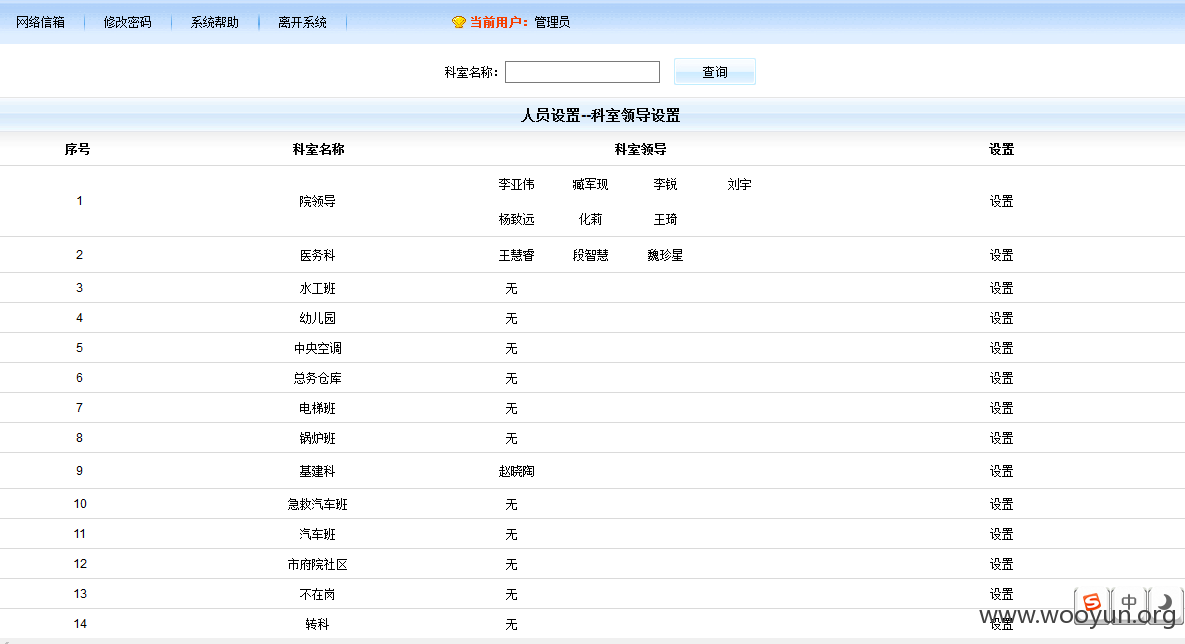 网络信箱 修改密码 系统帮助 离开系统 当前用户：管理员
科室名称： 查询
人员设置--科室领导设置
序号 科室名称 科室领导 设置
李亚伟 臧军现 李锐 刘宇
1 院领导 设置
杨致远 化莉 王琦
2 医务科 王慧睿 段智慧 魏珍星 设置
3 水工班 无 设置
4 幼儿园 无 设置
5 中央空调 无 设置
6 总务仓库 无 设置
7 电梯班 无 设置
8 锅炉班 无 设置
9 基建科 赵晓陶 设置
10 急救汽车班 无 设置
11 汽车班 无 设置
12 市府院社区 无 设置
13 不在岗 无 设置
14 转科 无 设置
S 中
www.wooyun.org